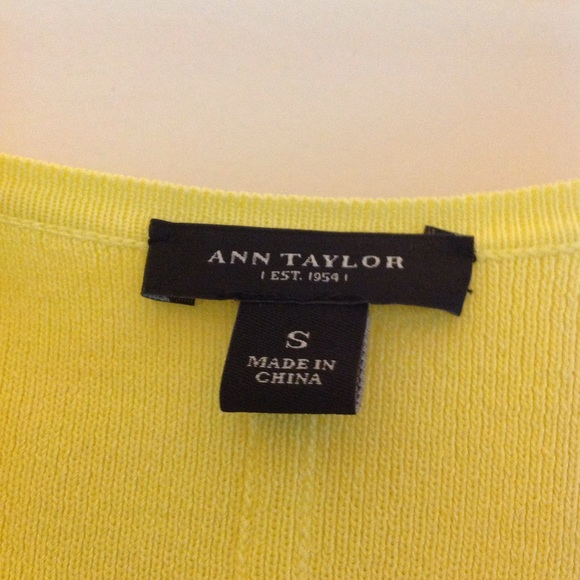 ANN TAYLOR
| EST. 1954 |
S
MADE IN
CHINA